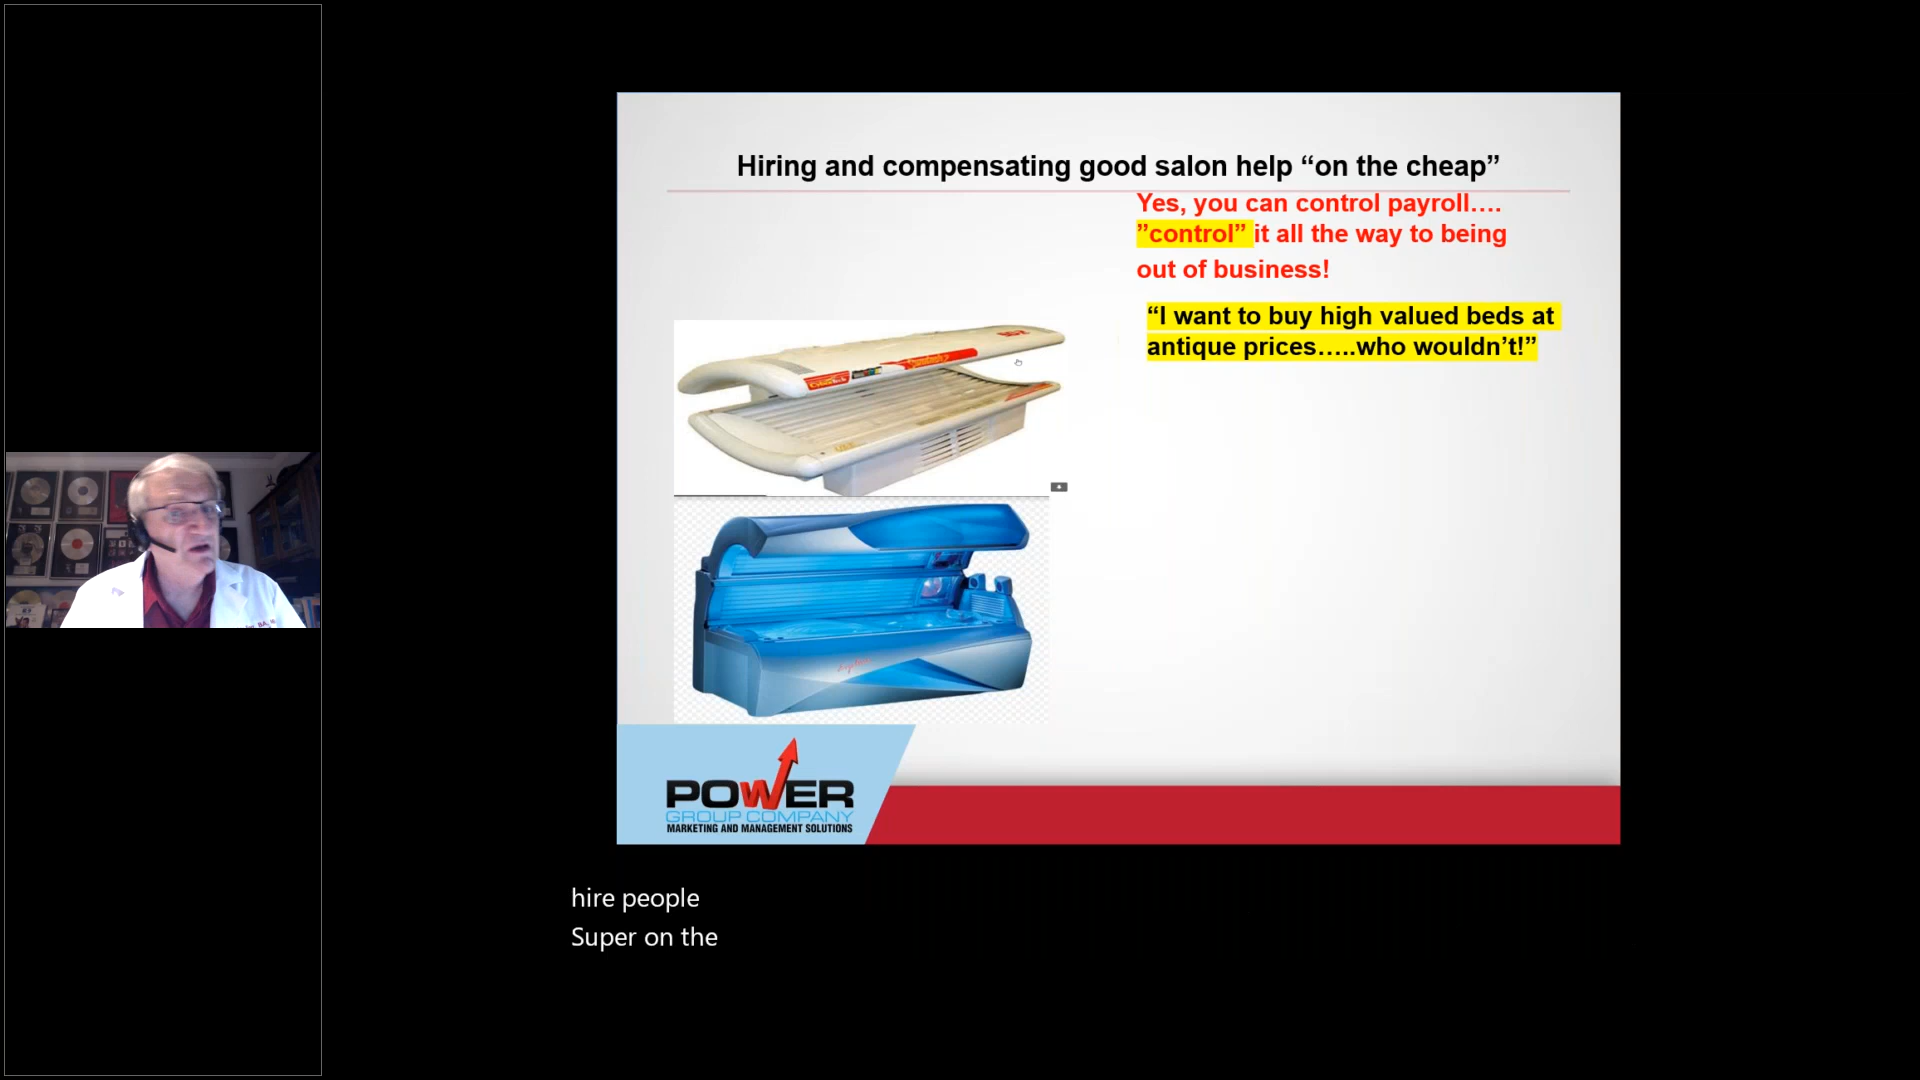 Hiring and compensating good salon help “on the cheap”
Yes, you can control payroll….
”control” it all the way to being
out of business!
“I want to buy high valued beds at
antique prices…..who wouldn’t!”
POWER
GROUP COMPANY
MARKETING AND MANAGEMENT SOLUTIONS
hire people
Super on the